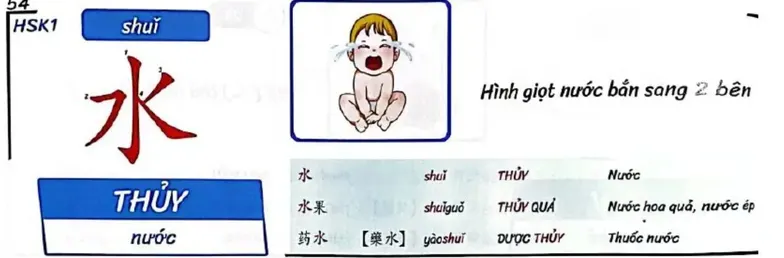 54
HSK1
shuǐ
水
THỦY
nước
Hình giọt nước bắn sang 2 bên
水 shuǐ THỦY Nước
水果 shuǐguǒ THỦY QUẢ Nước hoa quả, nước ép
药水 【藥水】 yàoshuǐ DƯỢC THỦY Thuốc nước